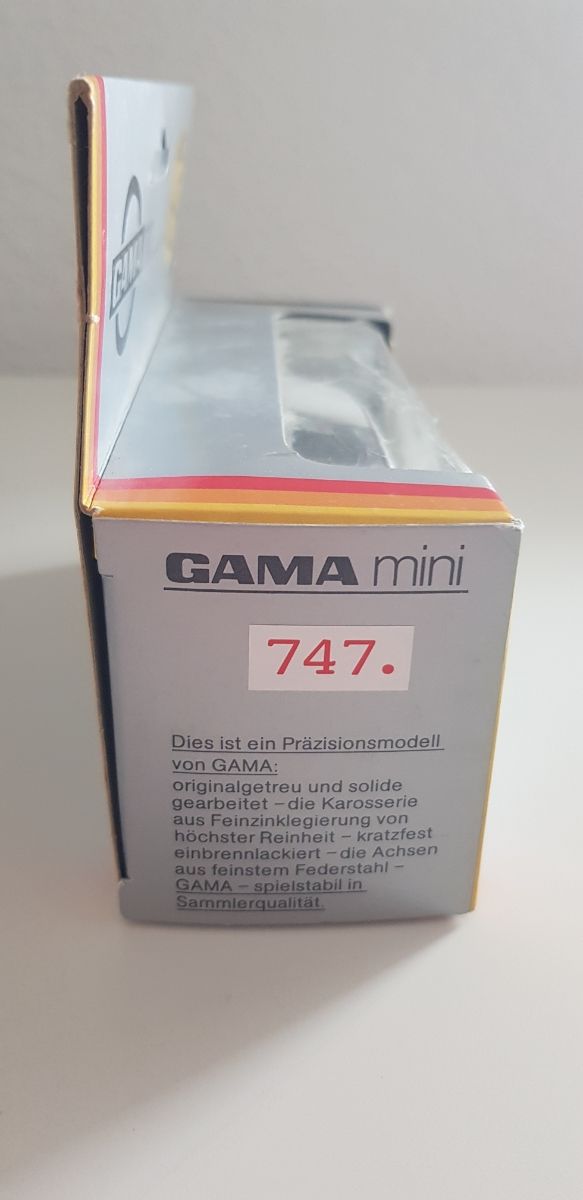 GAMA
GAMA mini
747.
Dies ist ein Präzisionsmodell
von GAMA:
originalgetreu und solide
gearbeitet – die Karosserie
aus Feinzinklegierung von
höchster Reinheit – kratzfest
einbrennlackiert – die Achsen
aus feinstem Federstahl –
GAMA – spielstabil in
Sammlerqualität.